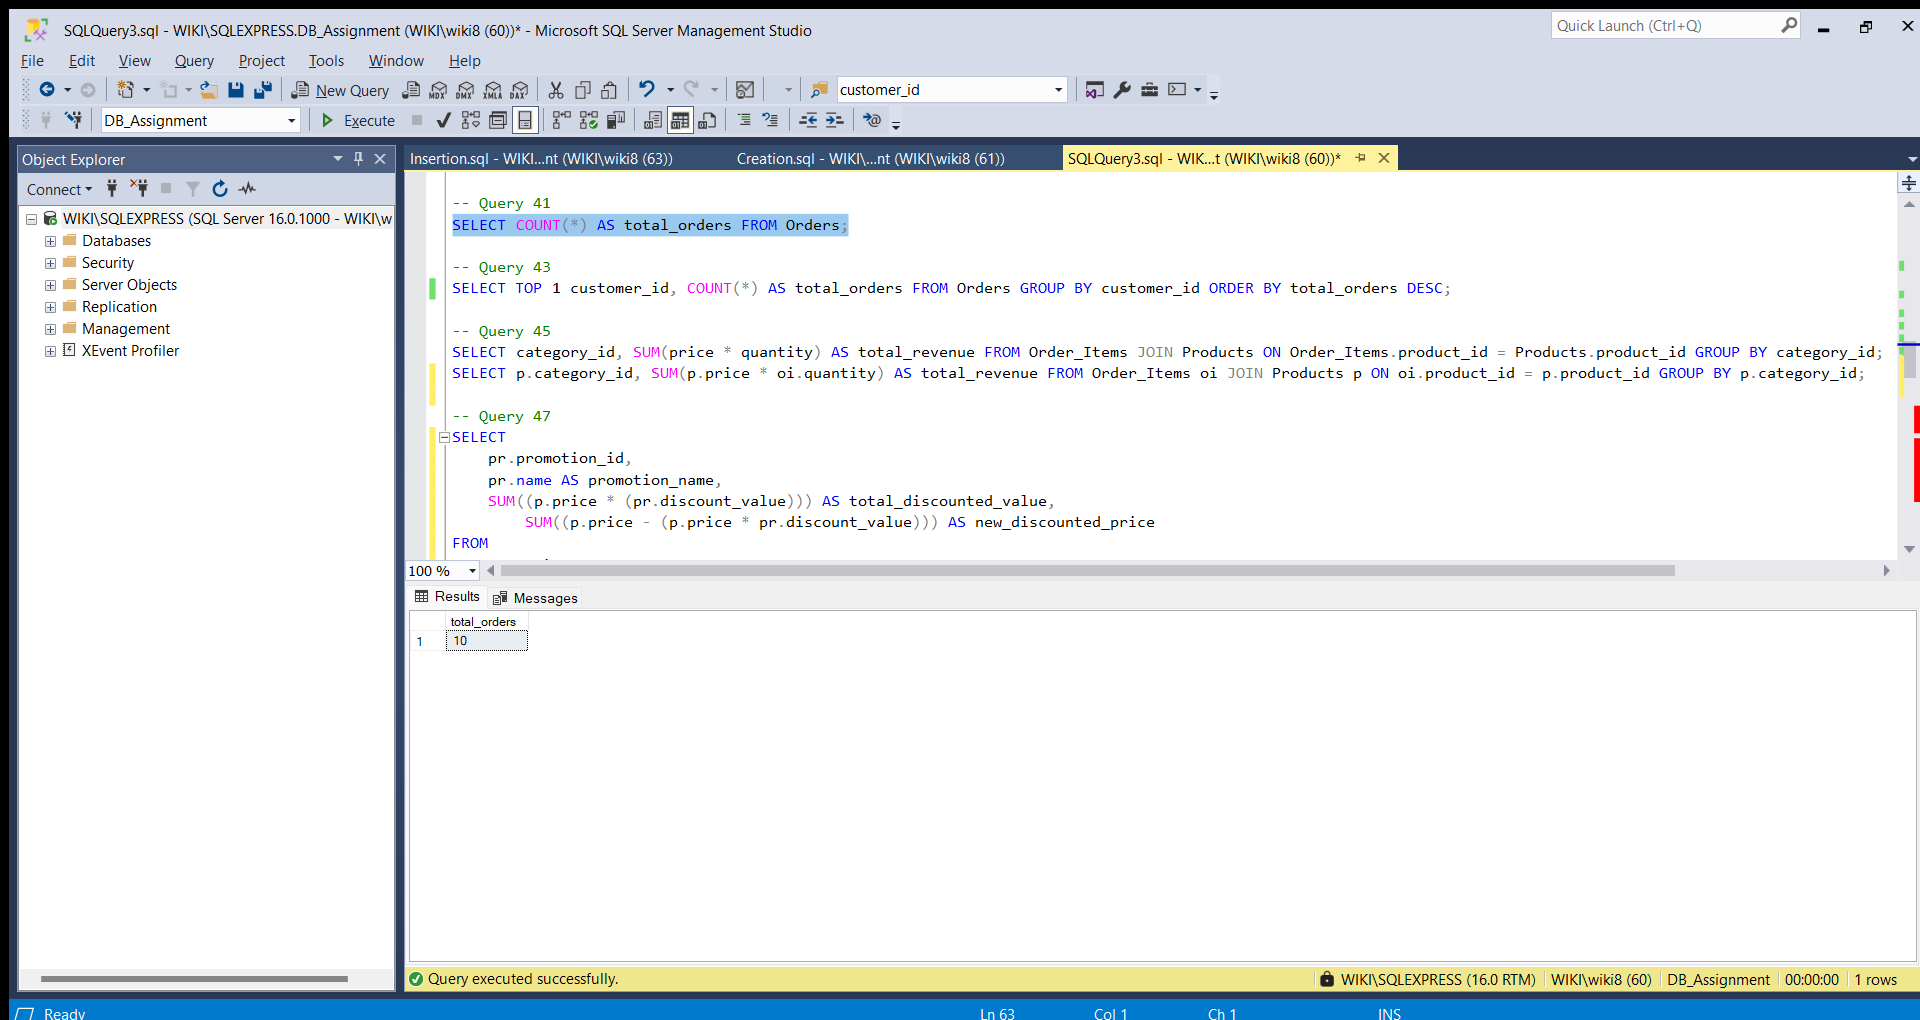 SQLQuery3.sql - WIKI\SQLEXPRESS.DB_Assignment (WIKI\wiki8 (60))* - Microsoft SQL Server Management Studio
Quick Launch (Ctrl+Q)
File Edit View Query Project Tools Window Help
New Query MDX DMX XMLA DAX customer_id
DB_Assignment Execute
Object Explorer
Connect
WIKI\SQLEXPRESS (SQL Server 16.0.1000 - WIKI\w
Databases
Security
Server Objects
Replication
Management
XEvent Profiler
Insertion.sql - WIKI...nt (WIKI\wiki8 (63)) Creation.sql - WIKI\...nt (WIKI\wiki8 (61)) SQLQuery3.sql - WIK...t (WIKI\wiki8 (60))*
-- Query 41
SELECT COUNT(*) AS total_orders FROM Orders;
-- Query 43
SELECT TOP 1 customer_id, COUNT(*) AS total_orders FROM Orders GROUP BY customer_id ORDER BY total_orders DESC;
-- Query 45
SELECT category_id, SUM(price * quantity) AS total_revenue FROM Order_Items JOIN Products ON Order_Items.product_id = Products.product_id GROUP BY category_id;
SELECT p.category_id, SUM(p.price * oi.quantity) AS total_revenue FROM Order_Items oi JOIN Products p ON oi.product_id = p.product_id GROUP BY p.category_id;
-- Query 47
SELECT
pr.promotion_id,
pr.name AS promotion_name,
SUM((p.price * (pr.discount_value))) AS total_discounted_value,
SUM((p.price - (p.price * pr.discount_value))) AS new_discounted_price
FROM
100 %
Results Messages
total_orders
1 10
Query executed successfully.
WIKI\SQLEXPRESS (16.0 RTM) WIKI\wiki8 (60) DB_Assignment 00:00:00 1 rows
Ready Ln 63 Col 1 Ch 1 INS